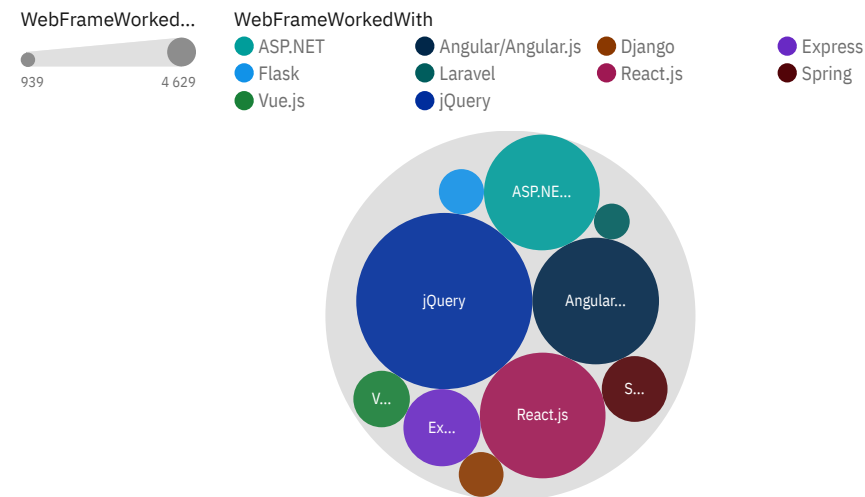 WebFrameWorked... WebFrameWorkedWith
ASP.NET Angular/Angular.js Django Express
939 4 629
Flask Laravel React.js Spring
Vue.js jQuery
ASP.NE...
jQuery Angular...
S...
V...
React.js
Ex...